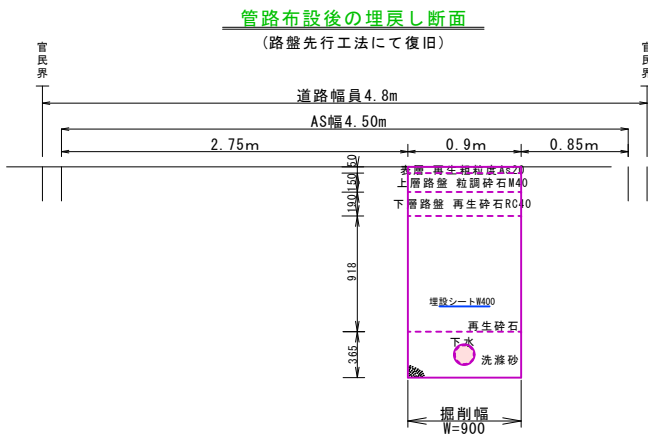 管路布設後の埋戻し断面
(路盤先行工法にて復旧)
官民界
官民界
道路幅員4.8m
AS幅4.50m
2.75m
0.9m
0.85m
50
150
190
918
365
表層 再生粗粒度As20
上層路盤 粒調砕石M40
下層路盤 再生砕石RC40
埋設シートW400
再生砕石
下水
洗滌砂
掘削幅
W=900